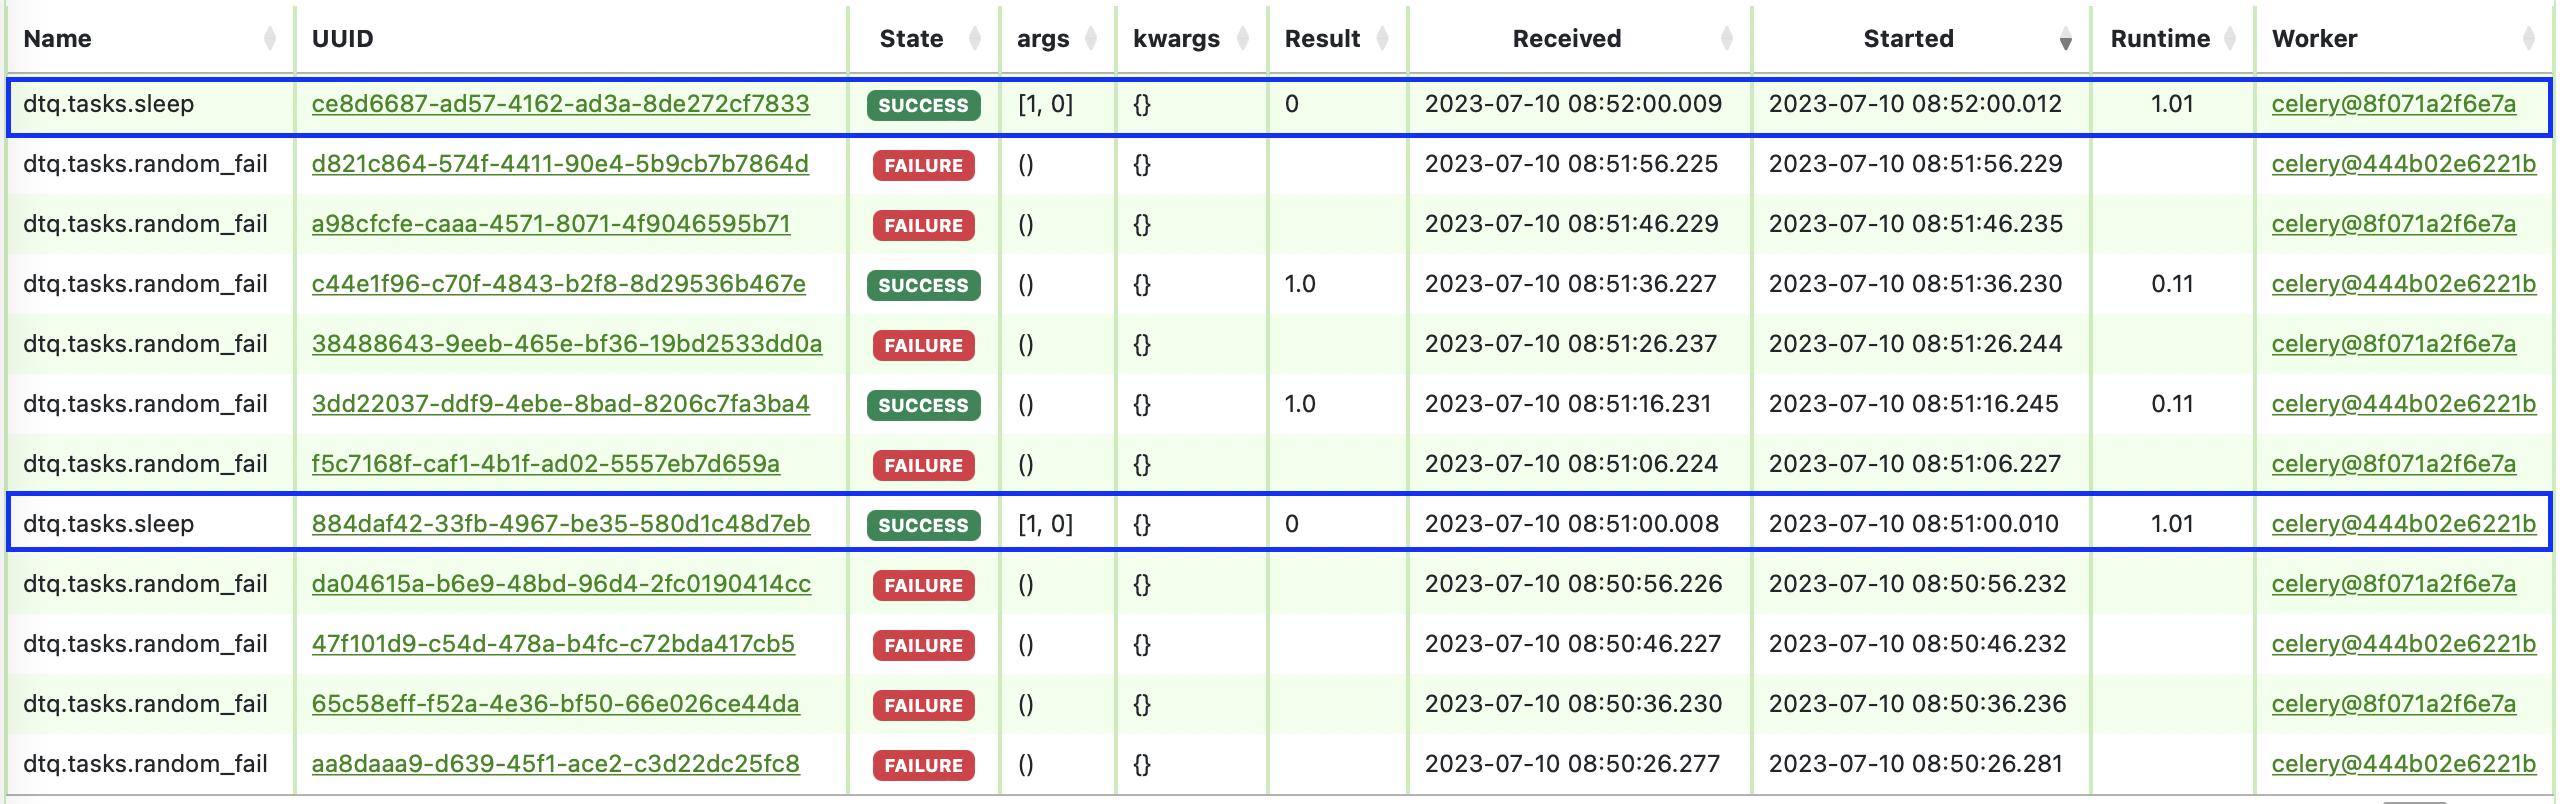 Name UUID State args kwargs Result Received Started Runtime Worker
dtq.tasks.sleep ce8d6687-ad57-4162-ad3a-8de272cf7833 SUCCESS [1, 0] {} 0 2023-07-10 08:52:00.009 2023-07-10 08:52:00.012 1.01 celery@8f071a2f6e7a
dtq.tasks.random_fail d821c864-574f-4411-90e4-5b9cb7b7864d FAILURE () {} 2023-07-10 08:51:56.225 2023-07-10 08:51:56.229 celery@444b02e6221b
dtq.tasks.random_fail a98cfcfe-caaa-4571-8071-4f9046595b71 FAILURE () {} 2023-07-10 08:51:46.229 2023-07-10 08:51:46.235 celery@8f071a2f6e7a
dtq.tasks.random_fail c44e1f96-c70f-4843-b2f8-8d29536b467e SUCCESS () {} 1.0 2023-07-10 08:51:36.227 2023-07-10 08:51:36.230 0.11 celery@444b02e6221b
dtq.tasks.random_fail 38488643-9eeb-465e-bf36-19bd2533dd0a FAILURE () {} 2023-07-10 08:51:26.237 2023-07-10 08:51:26.244 celery@8f071a2f6e7a
dtq.tasks.random_fail 3dd22037-ddf9-4ebe-8bad-8206c7fa3ba4 SUCCESS () {} 1.0 2023-07-10 08:51:16.231 2023-07-10 08:51:16.245 0.11 celery@444b02e6221b
dtq.tasks.random_fail f5c7168f-caf1-4b1f-ad02-5557eb7d659a FAILURE () {} 2023-07-10 08:51:06.224 2023-07-10 08:51:06.227 celery@8f071a2f6e7a
dtq.tasks.sleep 884daf42-33fb-4967-be35-580d1c48d7eb SUCCESS [1, 0] {} 0 2023-07-10 08:51:00.008 2023-07-10 08:51:00.010 1.01 celery@444b02e6221b
dtq.tasks.random_fail da04615a-b6e9-48bd-96d4-2fc0190414cc FAILURE () {} 2023-07-10 08:50:56.226 2023-07-10 08:50:56.232 celery@8f071a2f6e7a
dtq.tasks.random_fail 47f101d9-c54d-478a-b4fc-c72bda417cb5 FAILURE () {} 2023-07-10 08:50:46.227 2023-07-10 08:50:46.232 celery@444b02e6221b
dtq.tasks.random_fail 65c58eff-f52a-4e36-bf50-66e026ce44da FAILURE () {} 2023-07-10 08:50:36.230 2023-07-10 08:50:36.236 celery@8f071a2f6e7a
dtq.tasks.random_fail aa8daaa9-d639-45f1-ace2-c3d22dc25fc8 FAILURE () {} 2023-07-10 08:50:26.277 2023-07-10 08:50:26.281 celery@444b02e6221b